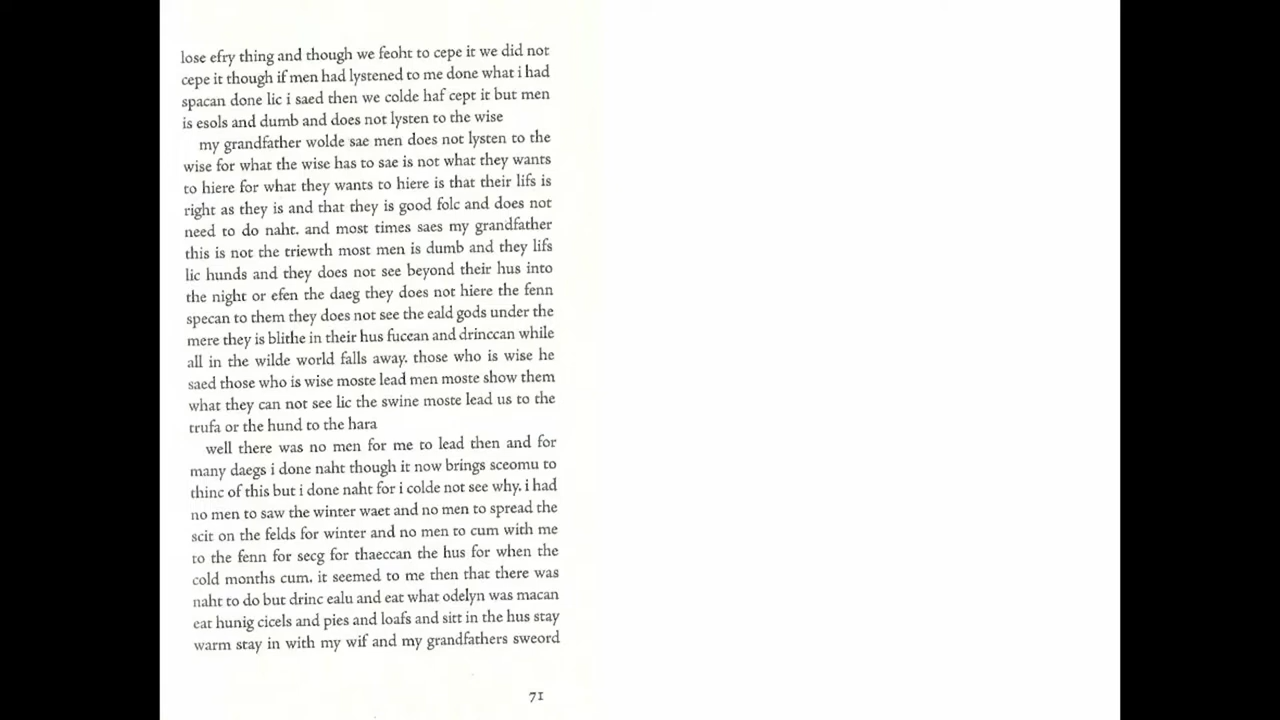 lose efry thing and though we feoht to cepe it we did not
cepe it though if men had lystened to me done what i had
spacan done lic i saed then we colde haf cept it but men
is esols and dumb and does not lysten to the wise
my grandfather wolde sae men does not lysten to the
wise for what the wise has to sae is not what they wants
to hiere for what they wants to hiere is that their lifs is
right as they is and that they is good folc and does not
need to do naht. and most times saes my grandfather
this is not the triewth most men is dumb and they lifs
lic hunds and they does not see beyond their hus into
the night or efen the daeg they does not hiere the fenn
specan to them they does not see the eald gods under the
mere they is blithe in their hus fucean and drinccan while
all in the wilde world falls away. those who is wise he
saed those who is wise moste lead men moste show them
what they can not see lic the swine moste lead us to the
trufa or the hund to the hara
well there was no men for me to lead then and for
many daegs i done naht though it now brings sceomu to
thinc of this but i done naht for i colde not see why. i had
no men to saw the winter waet and no men to spread the
scit on the felds for winter and no men to cum with me
to the fenn for secg for thaeccan the hus for when the
cold months cum. it seemed to me then that there was
naht to do but drinc ealu and eat what odelyn was macan
eat hunig cicels and pies and loafs and sitt in the hus stay
warm stay in with my wif and my grandfathers sweord
71